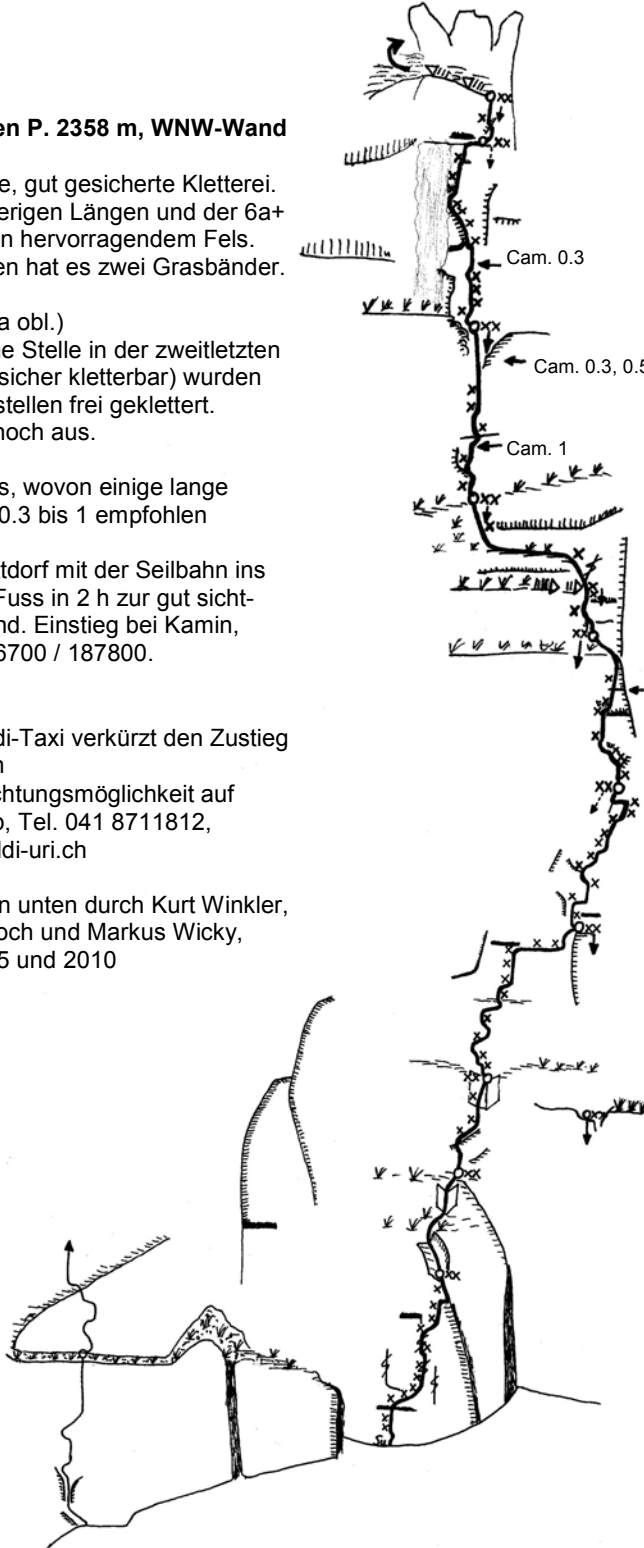 en P. 2358 m, WNW-Wand
e, gut gesicherte Kletterei.
erigen Längen und der 6a+
n hervorragendem Fels.
en hat es zwei Grasbänder.
Cam. 0.3
a obl.)
e Stelle in der zweitletzten
sicher kletterbar) wurden
stellen frei geklettert.
noch aus.
Cam. 0.3, 0.5
Cam. 1
s, wovon einige lange
0.3 bis 1 empfohlen
tdorf mit der Seilbahn ins
Fuss in 2 h zur gut sicht-
nd. Einstieg bei Kamin,
6700 / 187800.
di-Taxi verkürzt den Zustieg
n
chtungsmöglichkeit auf
o, Tel. 041 8711812,
ldi-uri.ch
n unten durch Kurt Winkler,
och und Markus Wicky,
5 und 2010